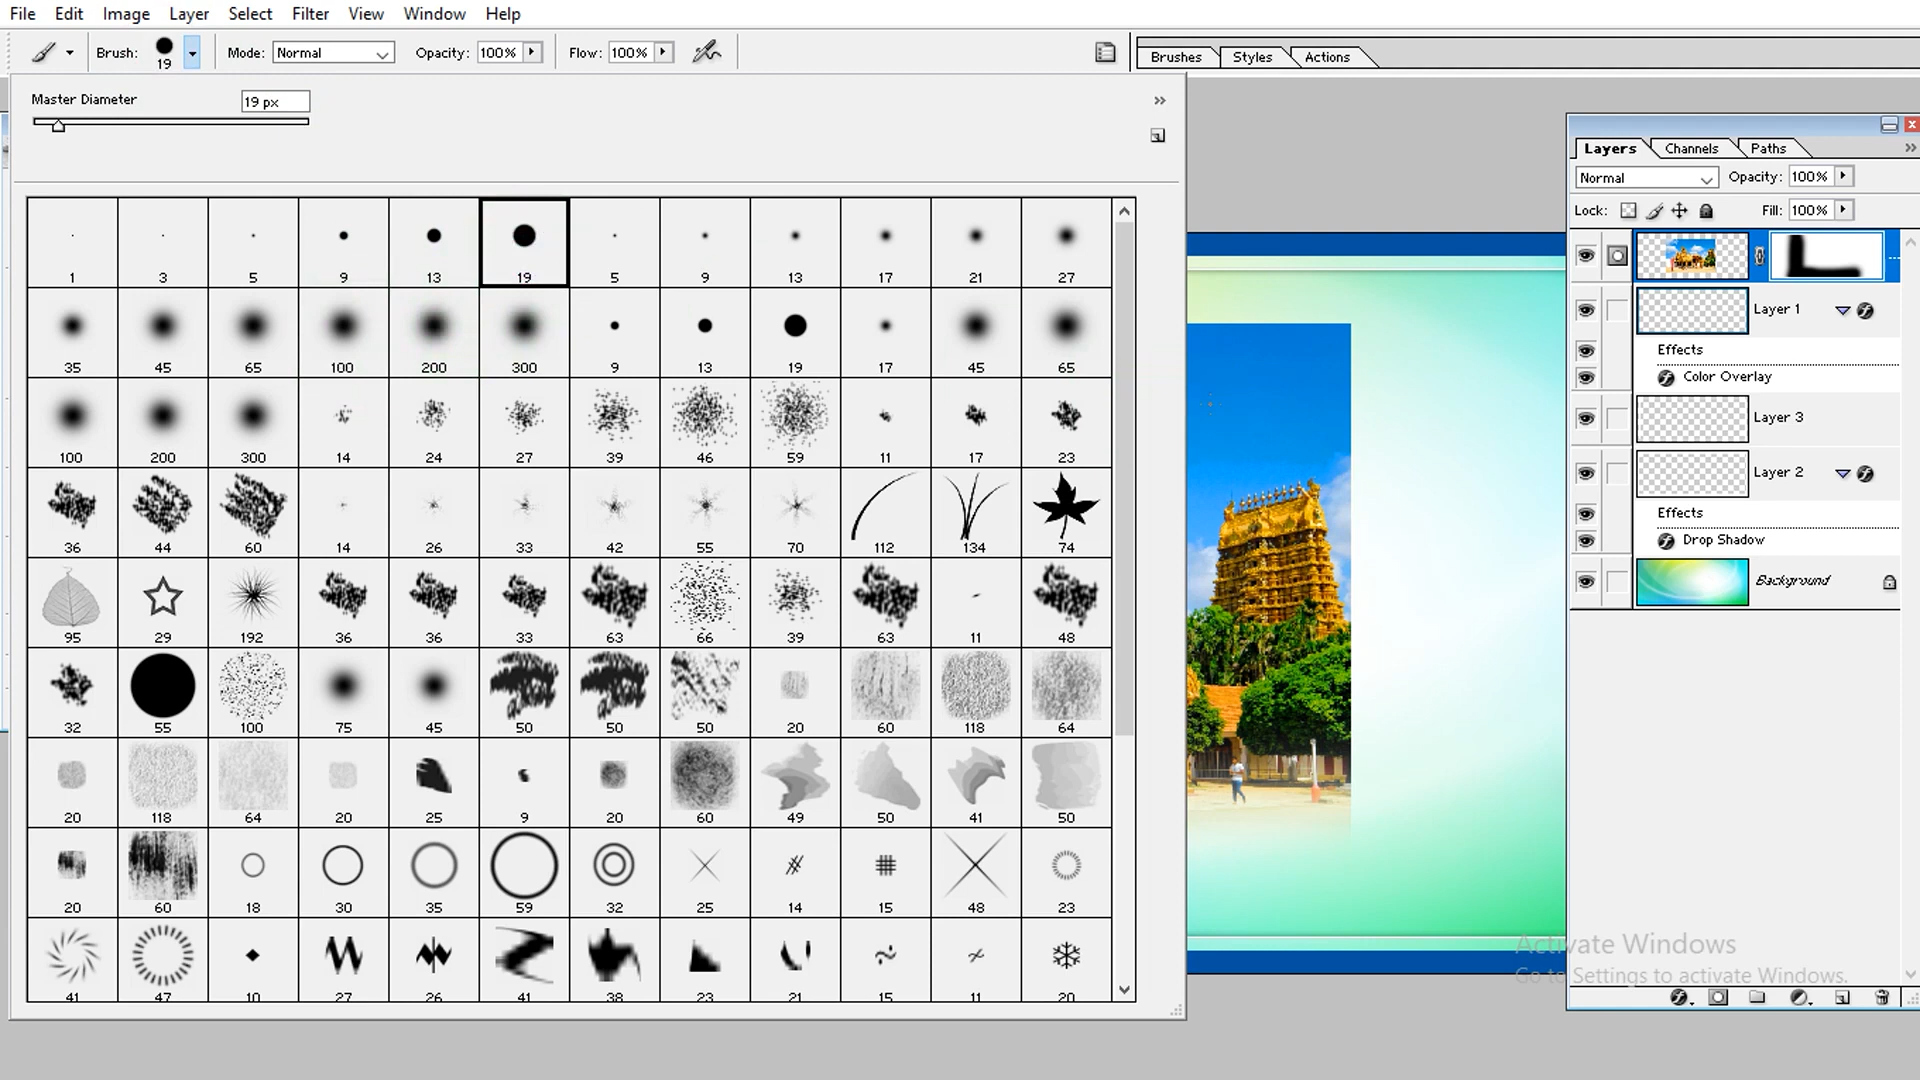 File Edit Image Layer Select Filter View Window Help
Brush: 19 Mode: Normal Opacity: 100% Flow: 100% Brushes Styles Actions
Master Diameter 19 px
1 3 5 9 13 19 5 9 13 17 21 27
35 45 65 100 200 300 9 13 19 17 45 65
100 200 300 14 24 27 39 46 59 11 17 23
36 44 60 14 26 33 42 55 70 112 134 74
95 29 192 36 36 33 63 66 39 63 11 48
32 55 100 75 45 50 50 50 20 60 118 64
20 118 64 20 25 9 20 60 49 50 41 50
20 60 18 30 35 59 32 25 14 15 48 23
41 47 10 27 26 41 38 23 21 15 11 20
Layers Channels Paths
Normal Opacity: 100%
Lock: Fill: 100%
Layer 1
Effects
Color Overlay
Layer 3
Layer 2
Effects
Drop Shadow
Background
Activate Windows
Go to Settings to activate Windows.